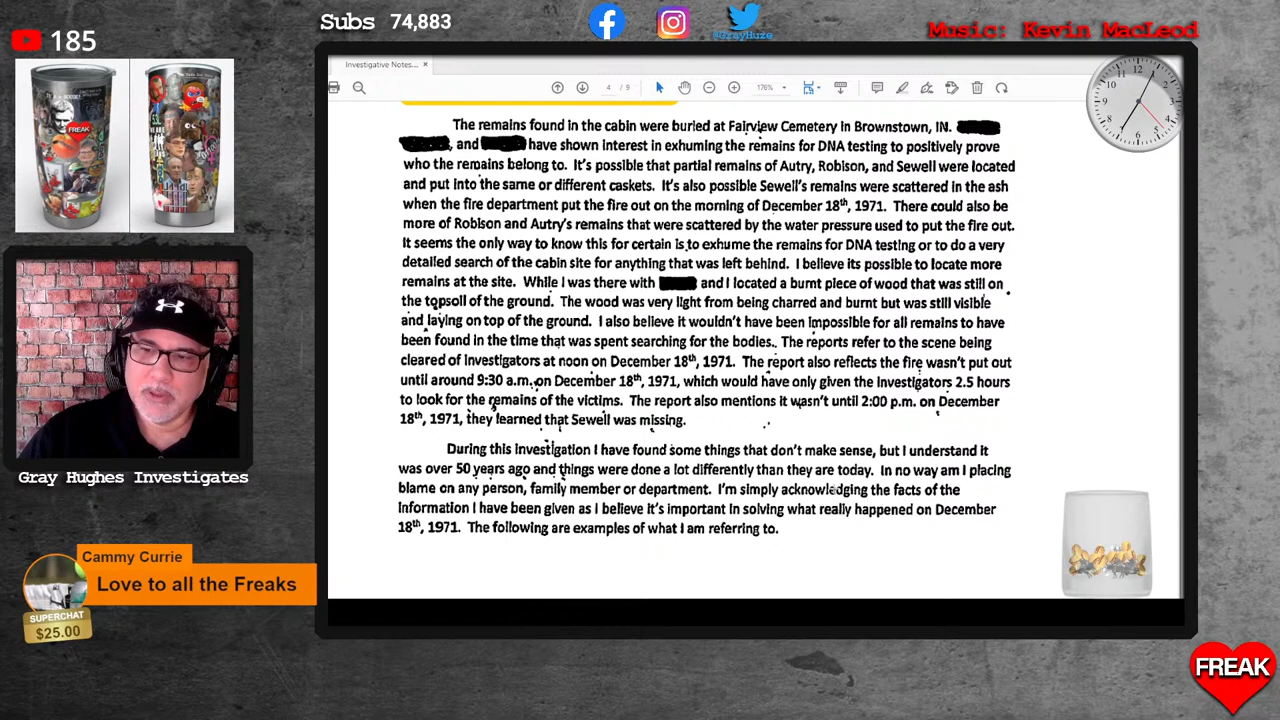 185
Subs 74,883
@GrayHuze
Music: Kevin MacLeod
FREAK
Investigative Notes... ×
4 / 9
176%
The remains found in the cabin were buried at Fairview Cemetery in Brownstown, IN.
, and have shown interest in exhuming the remains for DNA testing to positively prove
who the remains belong to. It's possible that partial remains of Autry, Robison, and Sewell were located
and put into the same or different caskets. It's also possible Sewell's remains were scattered in the ash
when the fire department put the fire out on the morning of December 18th, 1971. There could also be
more of Robison and Autry's remains that were scattered by the water pressure used to put the fire out.
It seems the only way to know this for certain is to exhume the remains for DNA testing or to do a very
detailed search of the cabin site for anything that was left behind. I believe its possible to locate more
remains at the site. While I was there with and I located a burnt piece of wood that was still on
the topsoil of the ground. The wood was very light from being charred and burnt but was still visible
and laying on top of the ground. I also believe it wouldn't have been impossible for all remains to have
been found in the time that was spent searching for the bodies. The reports refer to the scene being
cleared of investigators at noon on December 18th, 1971. The report also reflects the fire wasn't put out
until around 9:30 a.m. on December 18th, 1971, which would have only given the investigators 2.5 hours
to look for the remains of the victims. The report also mentions it wasn't until 2:00 p.m. on December
18th, 1971, they learned that Sewell was missing.
During this investigation I have found some things that don't make sense, but I understand it
was over 50 years ago and things were done a lot differently than they are today. In no way am I placing
blame on any person, family member or department. I'm simply acknowledging the facts of the
information I have been given as I believe it's important in solving what really happened on December
18th, 1971. The following are examples of what I am referring to.
Gray Hughes Investigates
Cammy Currie
Love to all the Freaks
SUPERCHAT
$25.00
FREAK